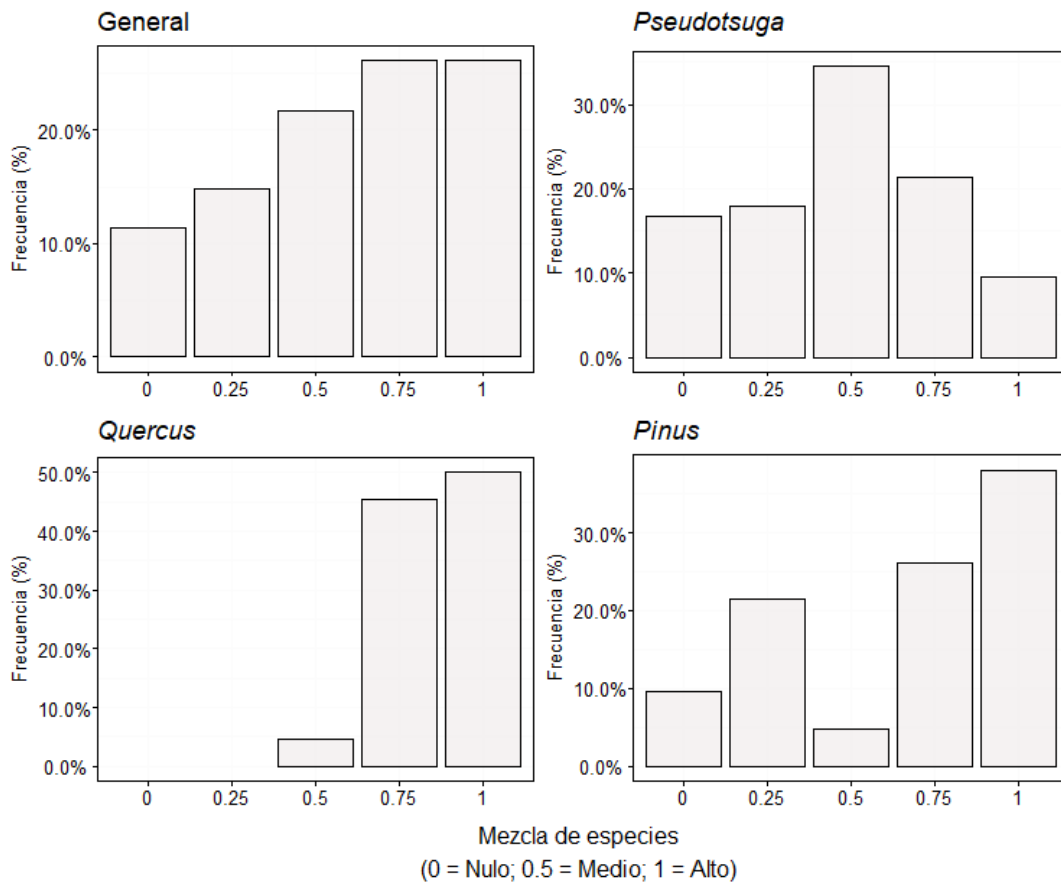 General
Frecuencia (%)
20.0%
10.0%
0.0%
0 0.25 0.5 0.75 1
Pseudotsuga
Frecuencia (%)
30.0%
20.0%
10.0%
0.0%
0 0.25 0.5 0.75 1
Quercus
Frecuencia (%)
50.0%
40.0%
30.0%
20.0%
10.0%
0.0%
0 0.25 0.5 0.75 1
Pinus
Frecuencia (%)
30.0%
20.0%
10.0%
0.0%
0 0.25 0.5 0.75 1
Mezcla de especies
(0 = Nulo; 0.5 = Medio; 1 = Alto)